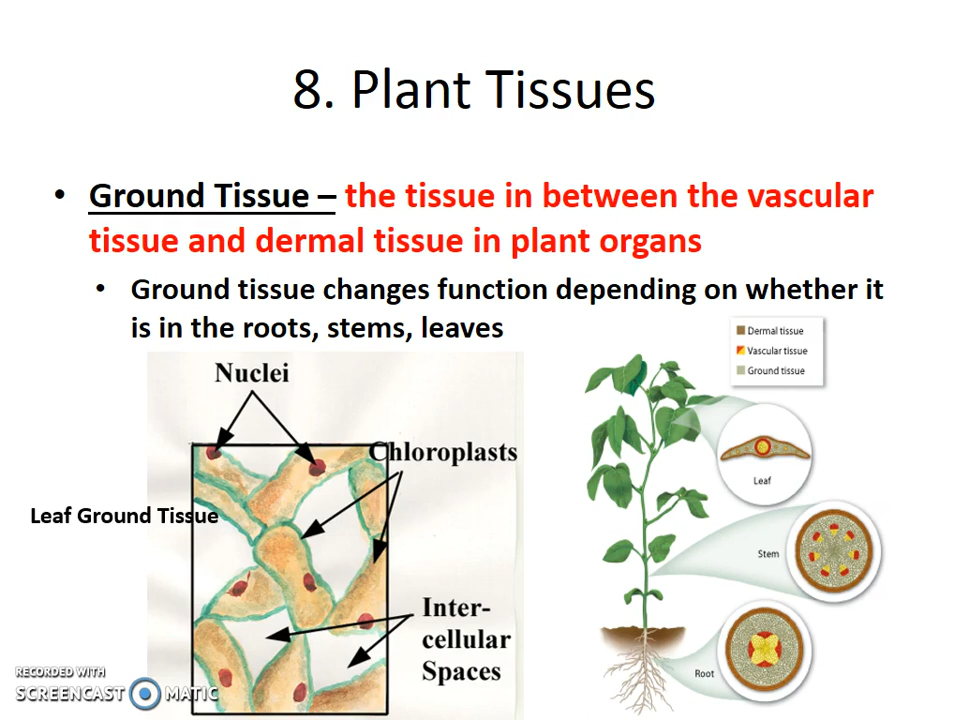 8. Plant Tissues
• Ground Tissue – the tissue in between the vascular
tissue and dermal tissue in plant organs
• Ground tissue changes function depending on whether it
is in the roots, stems, leaves
Nuclei
Chloroplasts
Leaf Ground Tissue
Inter-
cellular
Spaces
Dermal tissue
Vascular tissue
Ground tissue
Leaf
Stem
Root
RECORDED WITH
SCREENCAST MATIC